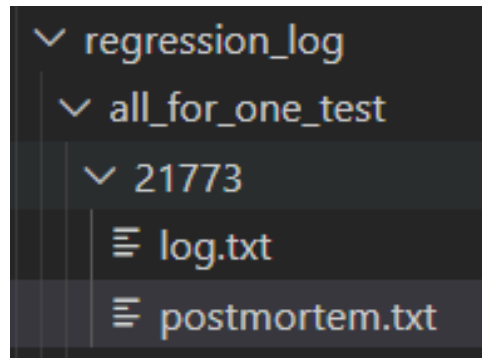 regression_log
all_for_one_test
21773
log.txt
postmortem.txt